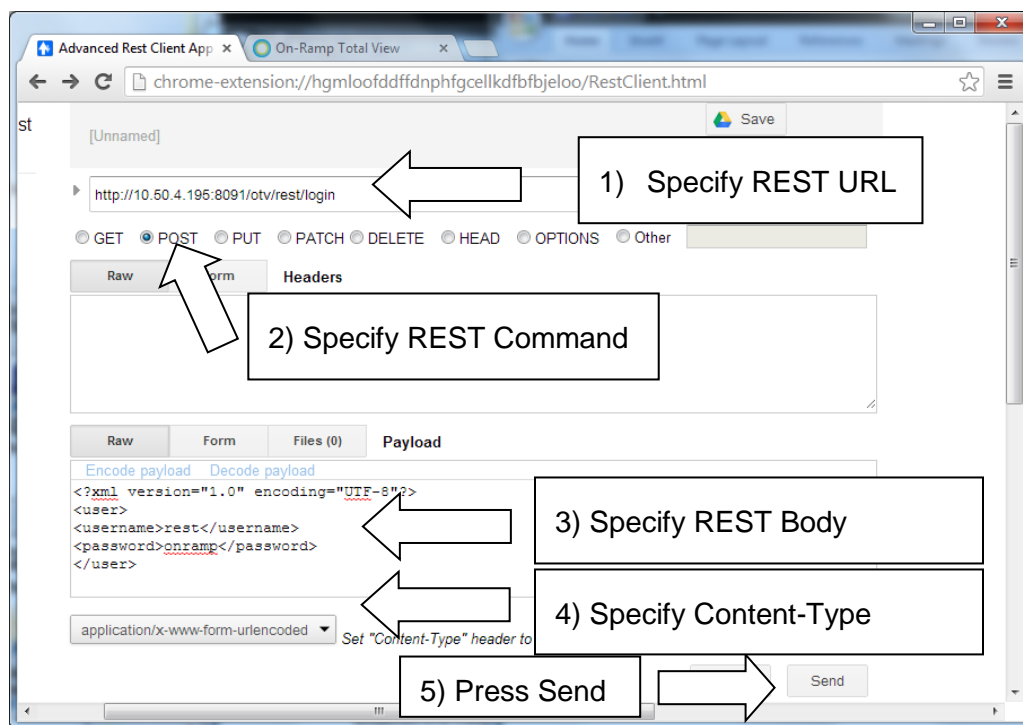 Advanced Rest Client App
On-Ramp Total View
chrome-extension://hgmloofddffdnphfgcellkdfbfbjeloo/RestClient.html
st
[Unnamed]
Save
http://10.50.4.195:8091/otv/rest/login
1) Specify REST URL
GET POST PUT PATCH DELETE HEAD OPTIONS Other
Raw orm Headers
2) Specify REST Command
Raw Form Files (0) Payload
Encode payload Decode payload
<?xml version="1.0" encoding="UTF-8"?>
<user>
<username>rest</username>
<password>onramp</password>
</user>
3) Specify REST Body
4) Specify Content-Type
application/x-www-form-urlencoded
Set "Content-Type" header to
5) Press Send
Send